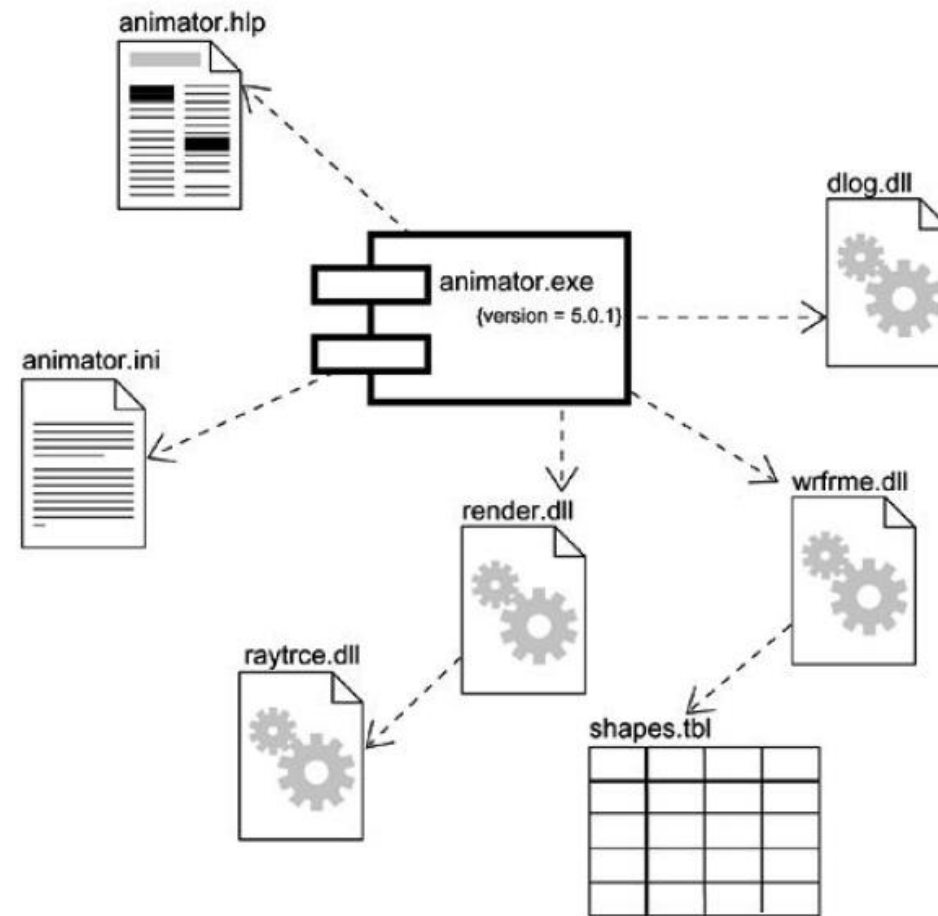 animator.hlp
dlog.dll
animator.exe
{version = 5.0.1}
animator.ini
wrfrme.dll
render.dll
raytrce.dll
shapes.tbl